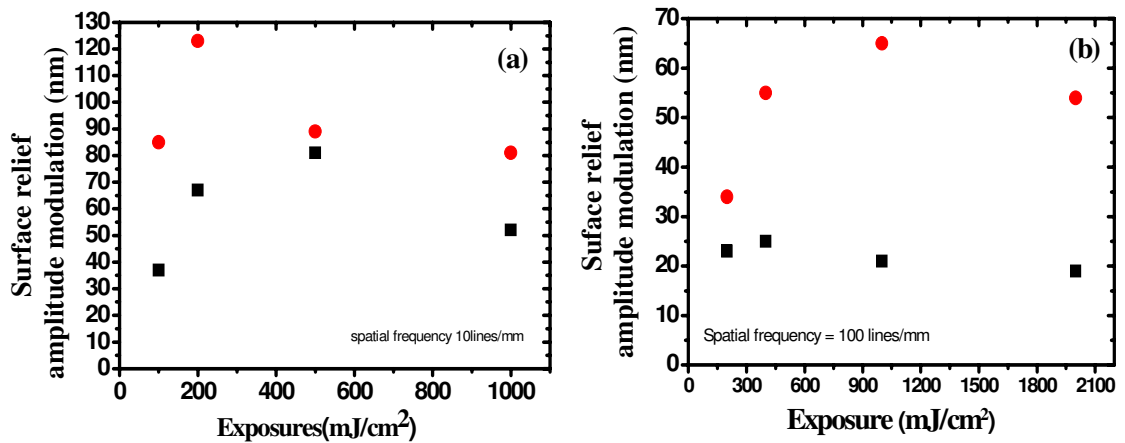 (a)
Surface relief
amplitude modulation (nm)
130
120
110
100
90
80
70
60
50
40
30
20
10
0
spatial frequency 10lines/mm
0 200 400 600 800 1000
Exposures(mJ/cm²)
(b)
Suface relief
amplitude modulation (nm)
70
60
50
40
30
20
10
0
Spatial frequency = 100 lines/mm
0 300 600 900 1200 1500 1800 2100
Exposure (mJ/cm²)